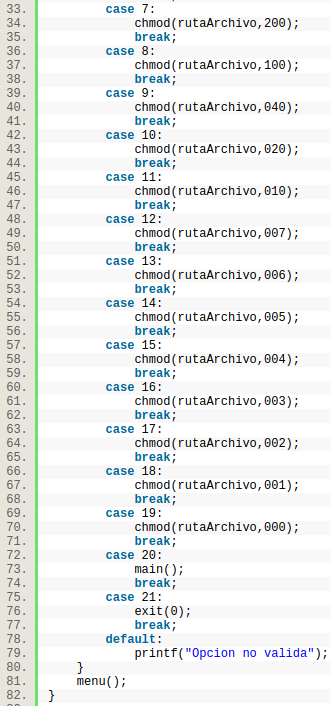 33. case 7:
34. chmod(rutaArchivo,200);
35. break;
36. case 8:
37. chmod(rutaArchivo,100);
38. break;
39. case 9:
40. chmod(rutaArchivo,040);
41. break;
42. case 10:
43. chmod(rutaArchivo,020);
44. break;
45. case 11:
46. chmod(rutaArchivo,010);
47. break;
48. case 12:
49. chmod(rutaArchivo,007);
50. break;
51. case 13:
52. chmod(rutaArchivo,006);
53. break;
54. case 14:
55. chmod(rutaArchivo,005);
56. break;
57. case 15:
58. chmod(rutaArchivo,004);
59. break;
60. case 16:
61. chmod(rutaArchivo,003);
62. break;
63. case 17:
64. chmod(rutaArchivo,002);
65. break;
66. case 18:
67. chmod(rutaArchivo,001);
68. break;
69. case 19:
70. chmod(rutaArchivo,000);
71. break;
72. case 20:
73. main();
74. break;
75. case 21:
76. exit(0);
77. break;
78. default:
79. printf("Opcion no valida");
80. }
81. menu();
82. }